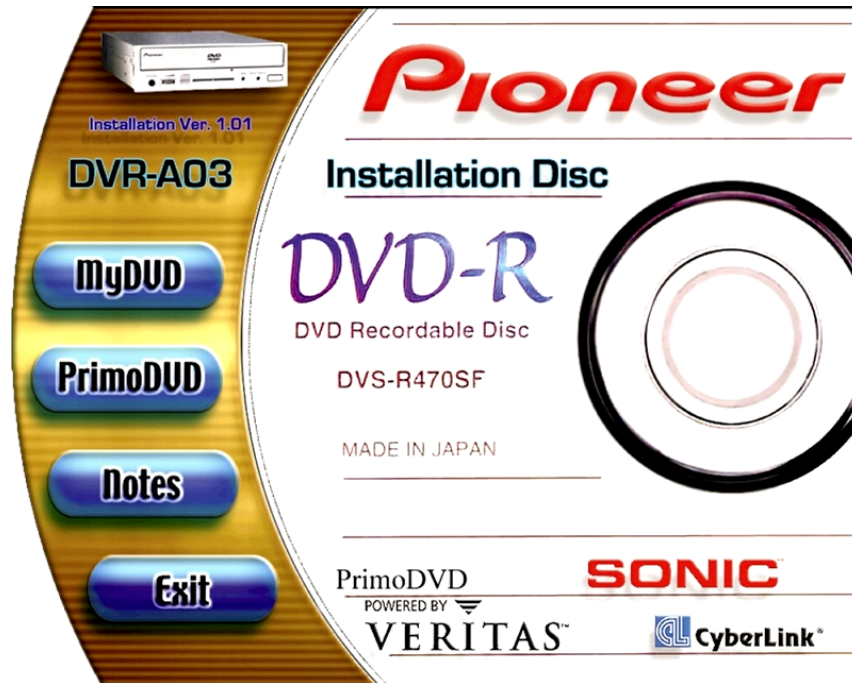 Pioneer
Installation Ver. 1.01
DVR-A03
Installation Disc
DVD-R
DVD Recordable Disc
DVS-R470SF
MADE IN JAPAN
MyDVD
PrimoDVD
Notes
Exit
PrimoDVD
POWERED BY
VERITAS™
SONIC
CyberLink